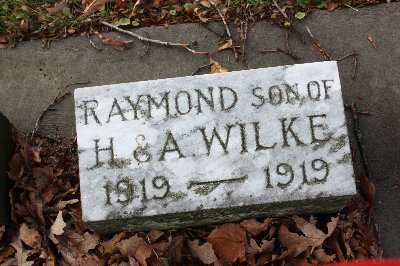 RAYMOND SON.OF
H.&A.WILKE
1919 — 1919